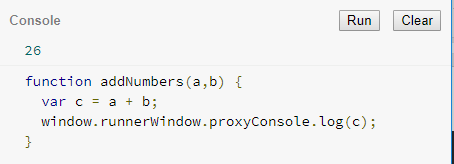 Console Run Clear
26
function addNumbers(a,b) {
  var c = a + b;
  window.runnerWindow.proxyConsole.log(c);
}